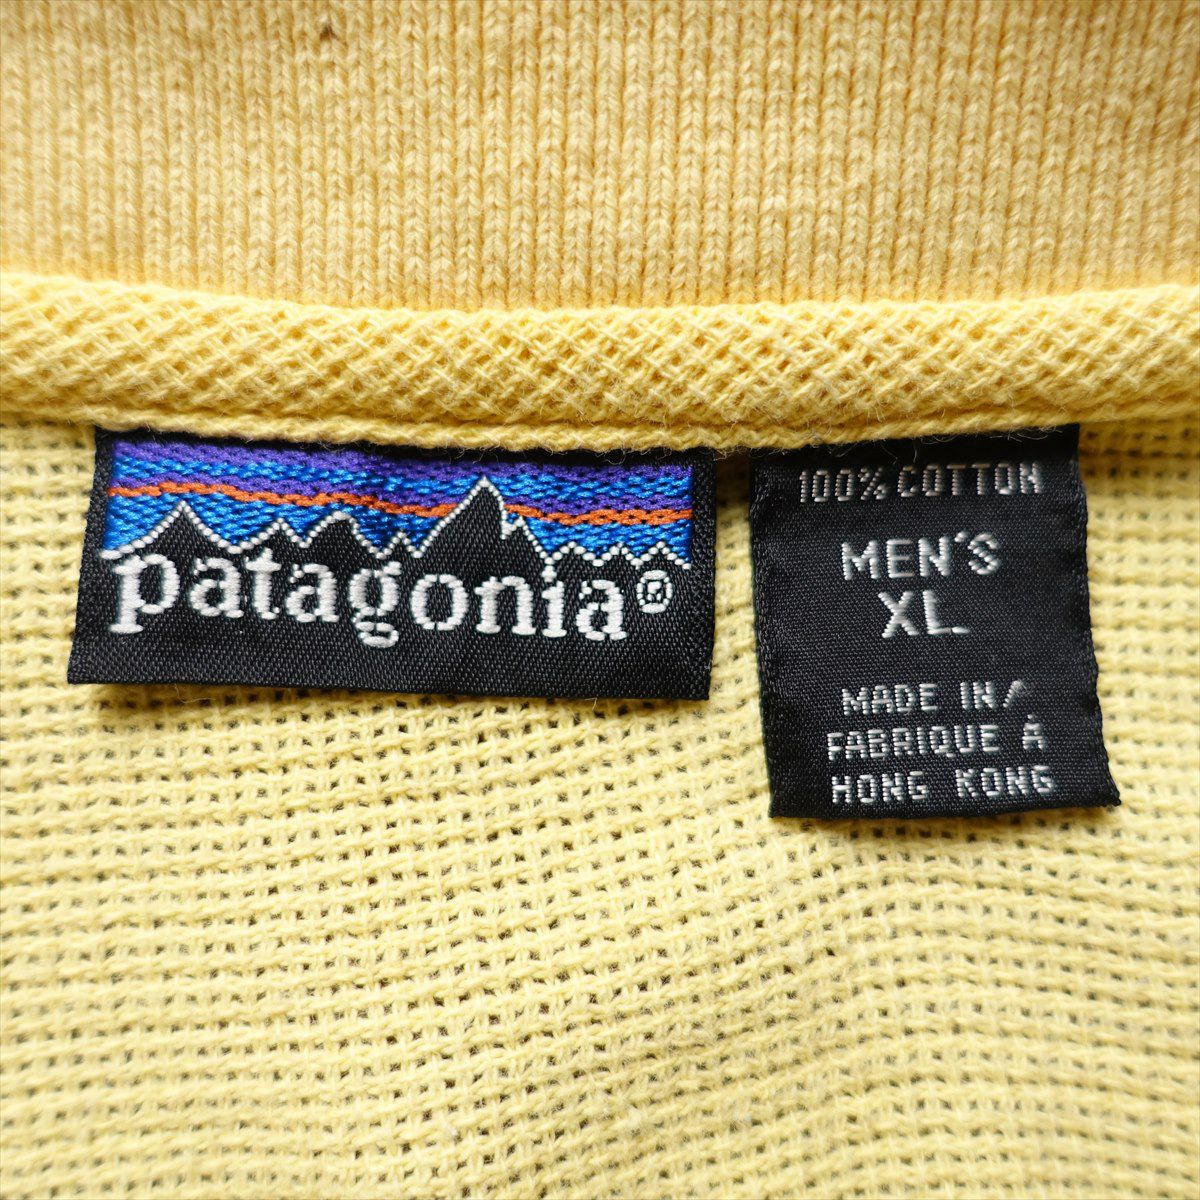 patagonia®
100% COTTON
MEN'S
XL
MADE IN/
FABRIQUE À
HONG KONG